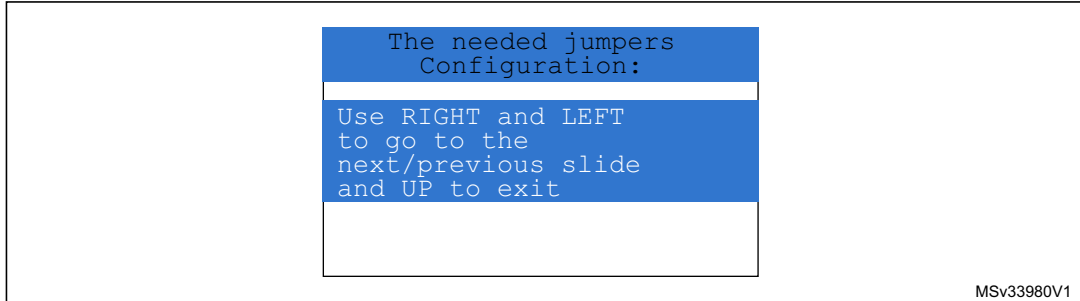 The needed jumpers
Configuration:
Use RIGHT and LEFT
to go to the
next/previous slide
and UP to exit
MSv33980V1